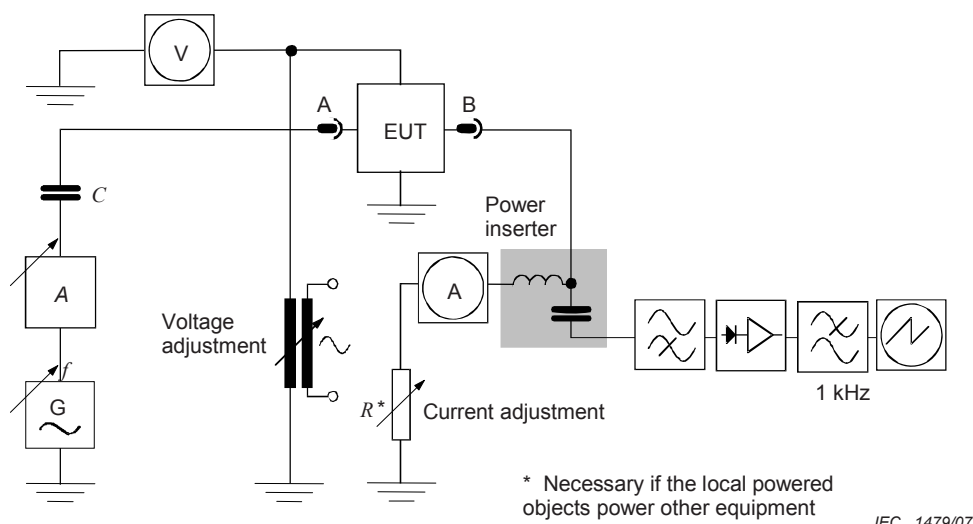 V
A
B
EUT
C
Power
inserter
A
A
Voltage
adjustment
f
G
R*
Current adjustment
1 kHz
* Necessary if the local powered
objects power other equipment
IEC 1479/07